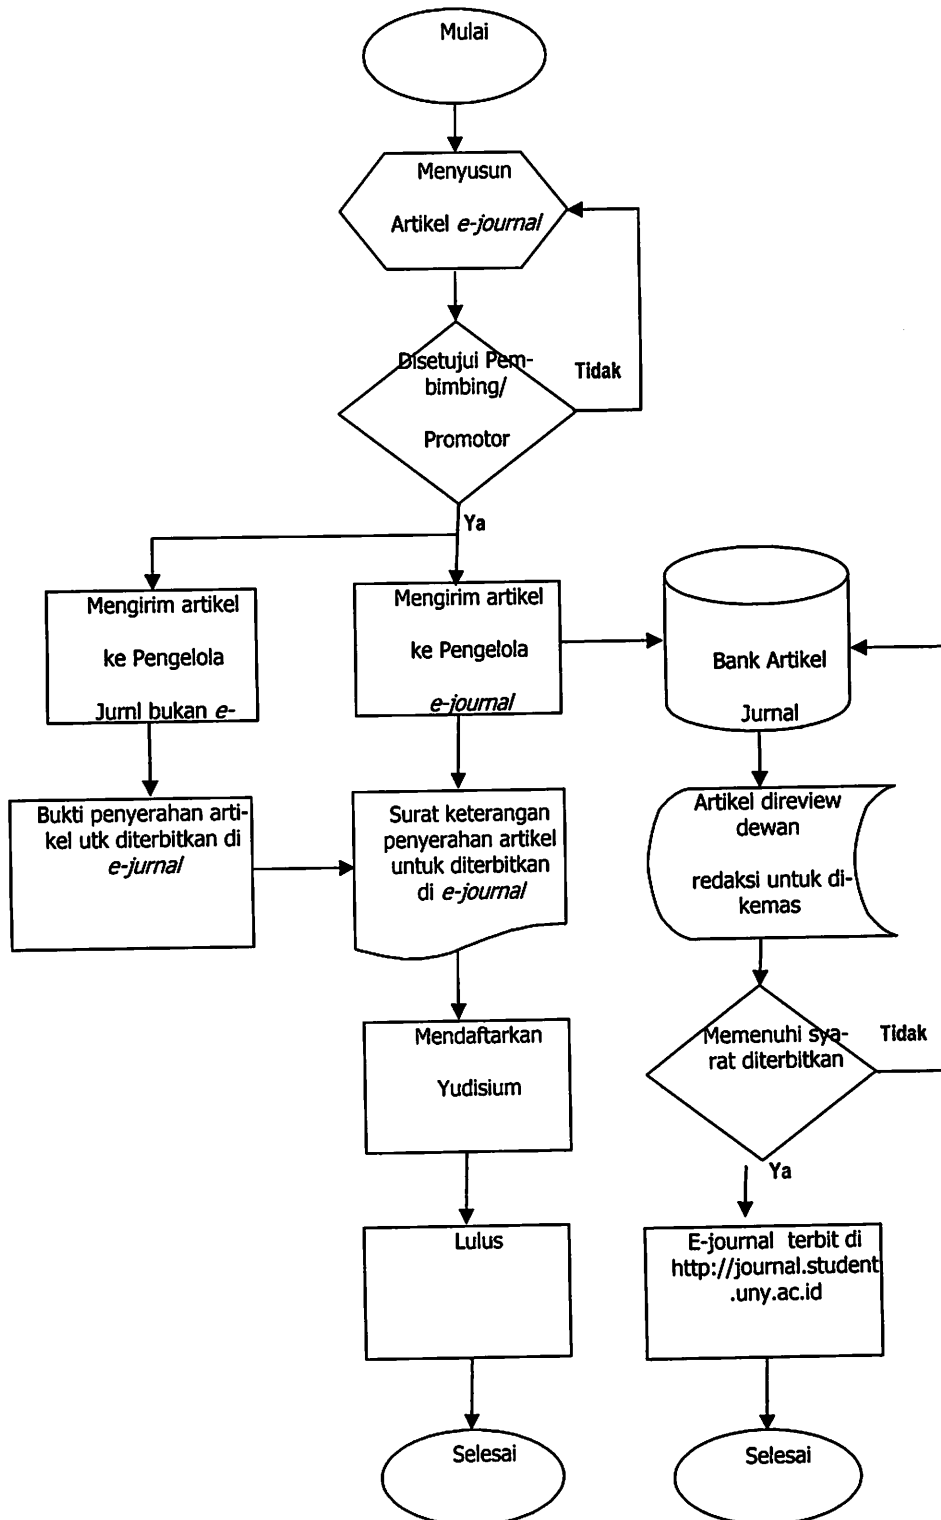 Mulai
Menyusun
Artikel e-journal
Disetujui Pem-
bimbing/
Promotor
Tidak
Ya
Mengirim artikel
ke Pengelola
Jurnl bukan e-
Mengirim artikel
ke Pengelola
e-journal
Bank Artikel
Jurnal
Bukti penyerahan arti-
kel utk diterbitkan di
e-jurnal
Surat keterangan
penyerahan artikel
untuk diterbitkan
di e-journal
Artikel direview
dewan
redaksi untuk di-
kemas
Mendaftarkan
Yudisium
Memenuhi sya-
rat diterbitkan
Tidak
Ya
Lulus
E-journal terbit di
http://journal.student
.uny.ac.id
Selesai
Selesai